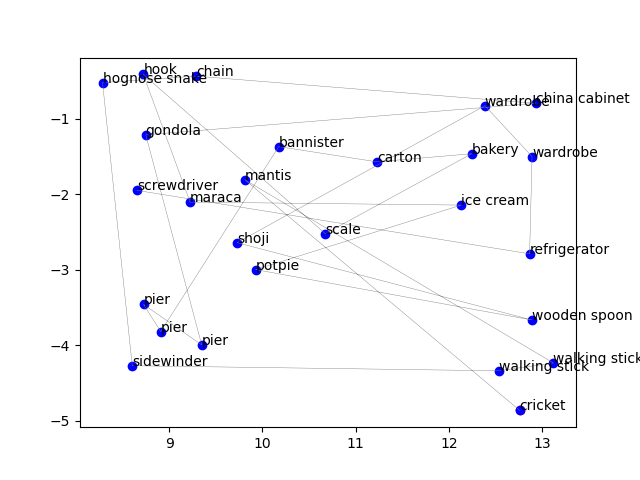 hook
chain
hognose snake
wardrobe
china cabinet
gondola
bannister
carton
bakery
wardrobe
mantis
screwdriver
maraca
ice cream
shoji
scale
refrigerator
potpie
pier
wooden spoon
pier
pier
sidewinder
walking stick
walking stick
cricket
−1
−2
−3
−4
−5
9
10
11
12
13